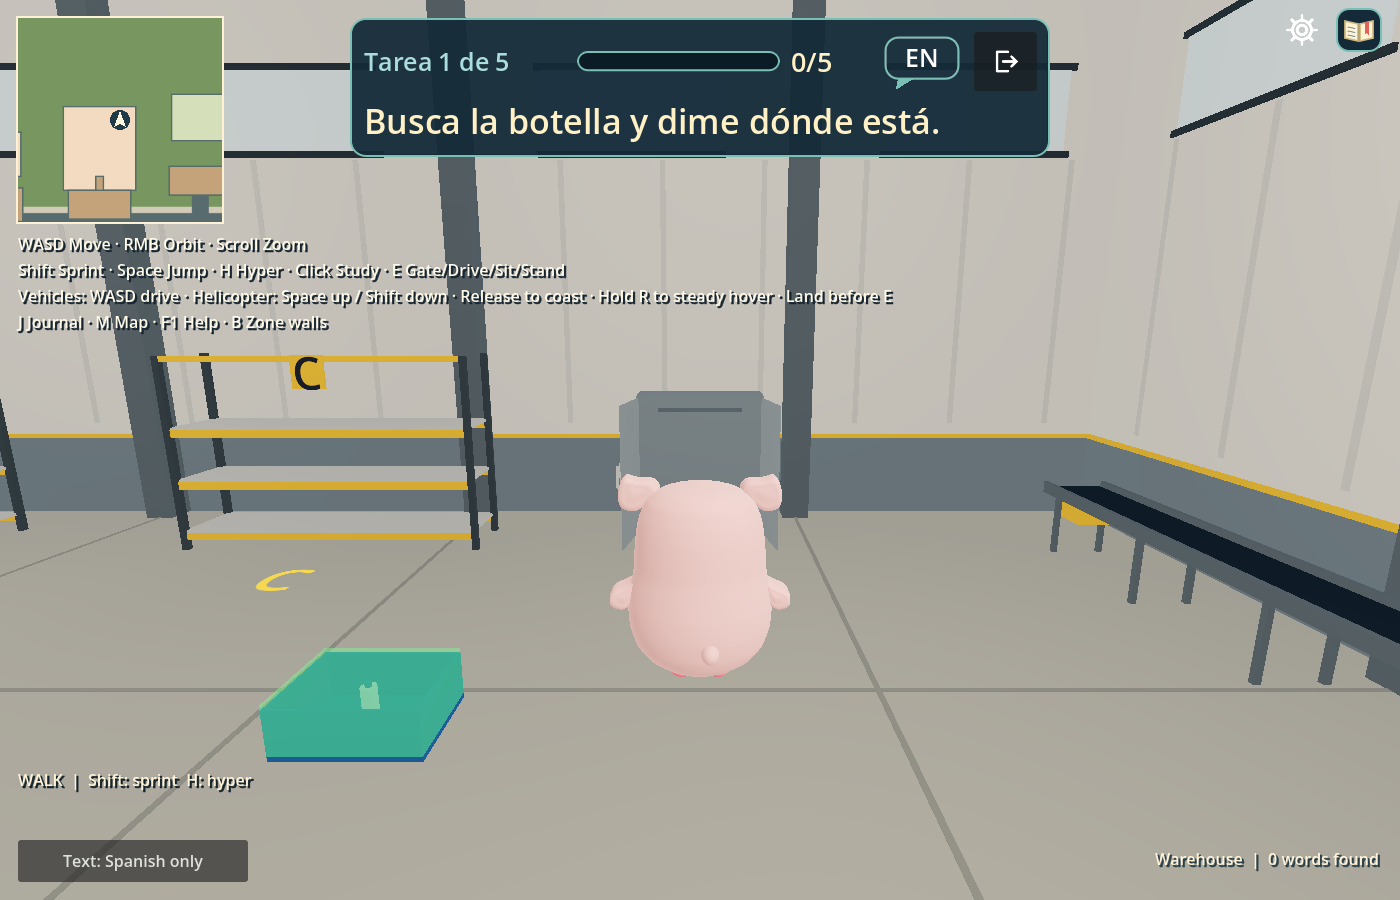 Tarea 1 de 5
0/5
EN
Busca la botella y dime dónde está.
WASD Move · RMB Orbit · Scroll Zoom
Shift Sprint · Space Jump · H Hyper · Click Study · E Gate/Drive/Sit/Stand
Vehicles: WASD drive · Helicopter: Space up / Shift down · Release to coast · Hold R to steady hover · Land before E
J Journal · M Map · F1 Help · B Zone walls
C
C
WALK | Shift: sprint H: hyper
Text: Spanish only
Warehouse | 0 words found